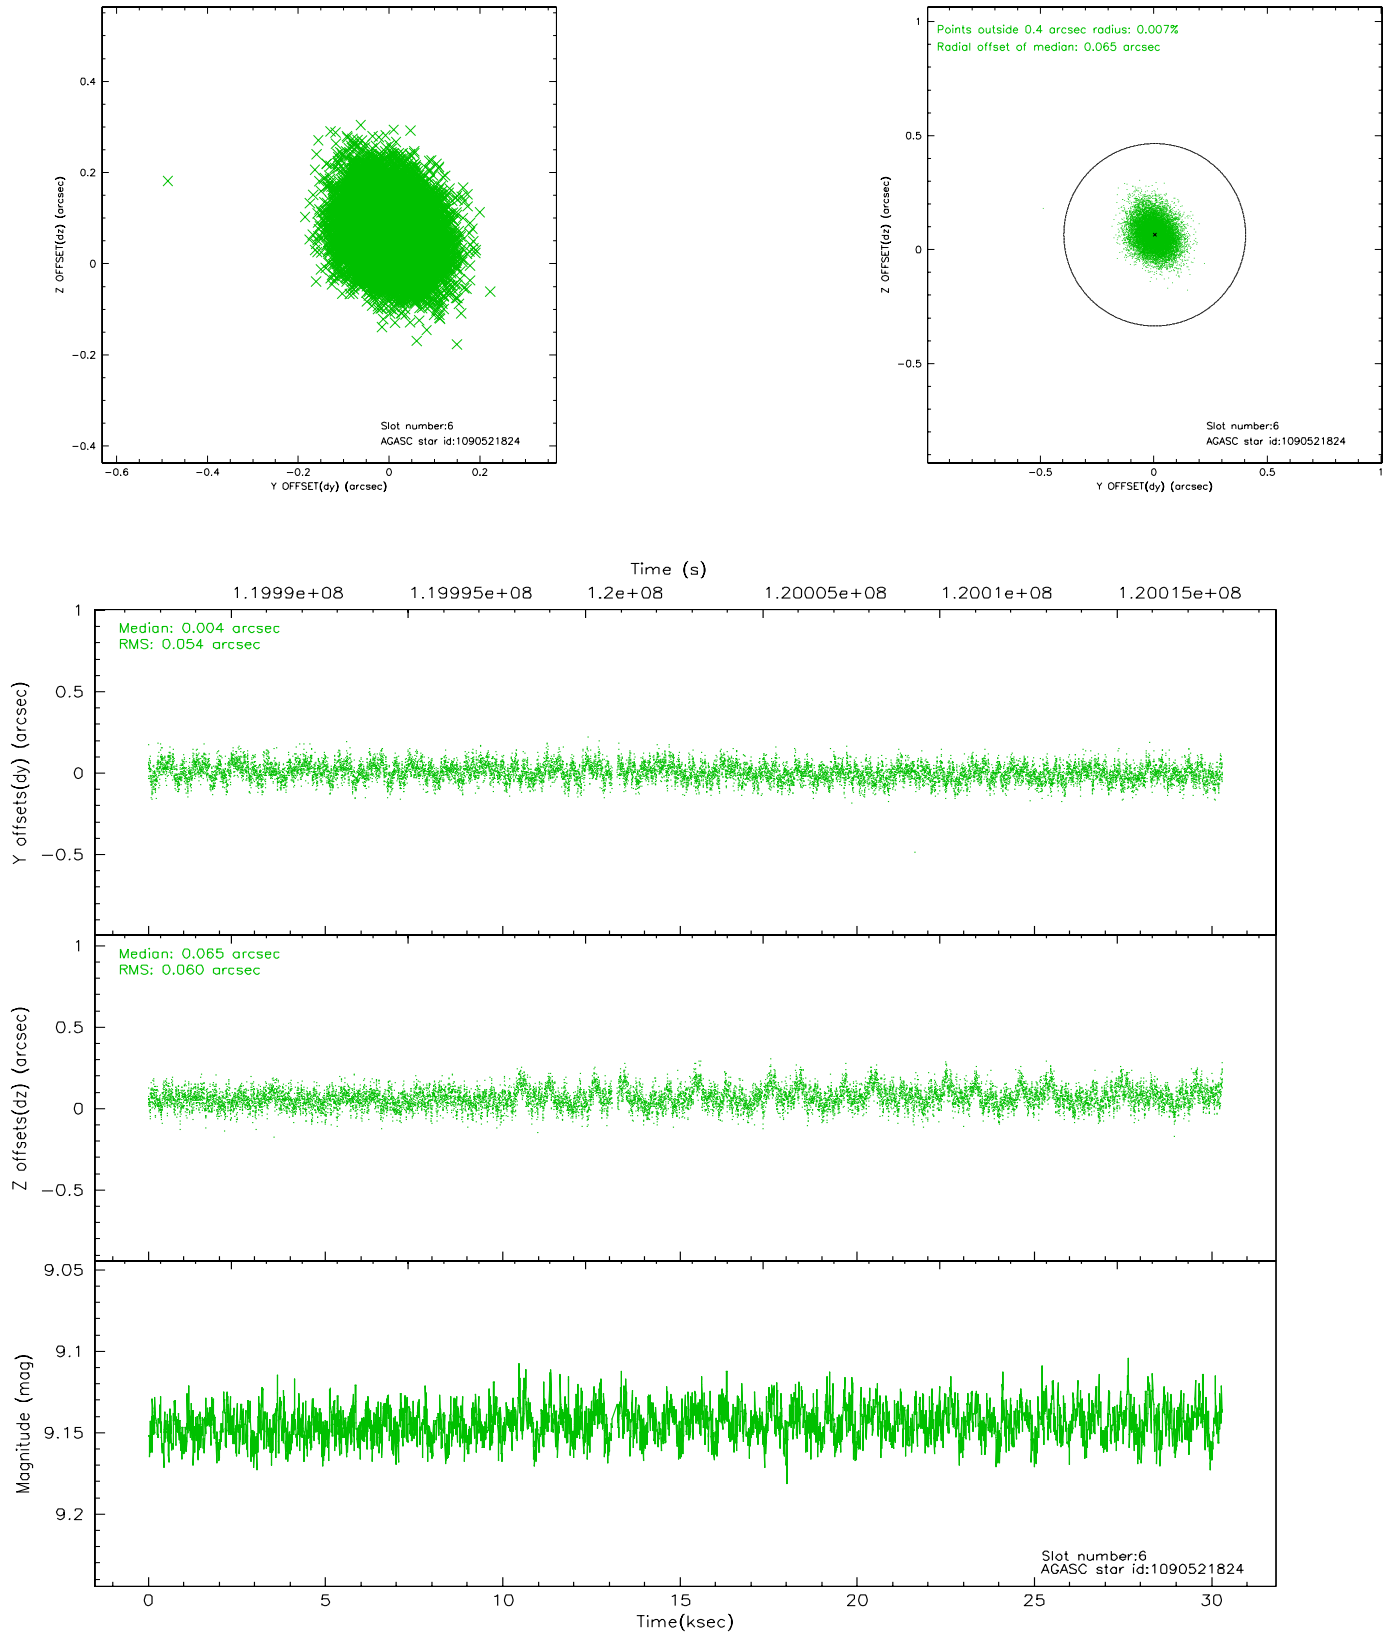 0.4
0.2
0
−0.2
−0.4
Z OFFSET(dz) (arcsec)
Slot number:6
AGASC star id:1090521824
−0.6 −0.4 −0.2 0 0.2
Y OFFSET(dy) (arcsec)
Points outside 0.4 arcsec radius: 0.007%
Radial offset of median: 0.065 arcsec
1
0.5
0
−0.5
Z OFFSET(dz) (arcsec)
Slot number:6
AGASC star id:1090521824
−0.5 0 0.5 1
Y OFFSET(dy) (arcsec)
Time (s)
1.1999e+08 1.19995e+08 1.2e+08 1.20005e+08 1.2001e+08 1.20015e+08
Median: 0.004 arcsec
RMS: 0.054 arcsec
1
0.5
0
−0.5
Y offsets(dy) (arcsec)
Median: 0.065 arcsec
RMS: 0.060 arcsec
1
0.5
0
−0.5
Z offsets(dz) (arcsec)
9.05
9.1
9.15
9.2
Magnitude (mag)
Slot number:6
AGASC star id:1090521824
0 5 10 15 20 25 30
Time(ksec)